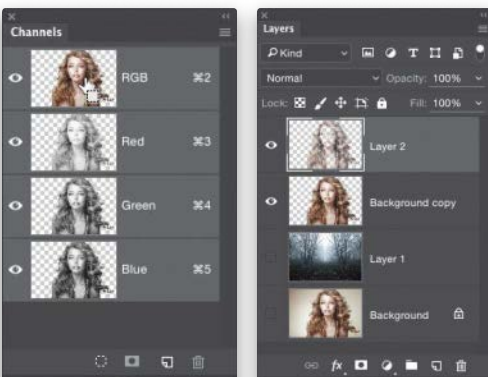 Channels
RGB ⌘2
Red ⌘3
Green ⌘4
Blue ⌘5
Layers
Kind
Normal
Opacity: 100%
Lock:
Fill: 100%
Layer 2
Background copy
Layer 1
Background
fx